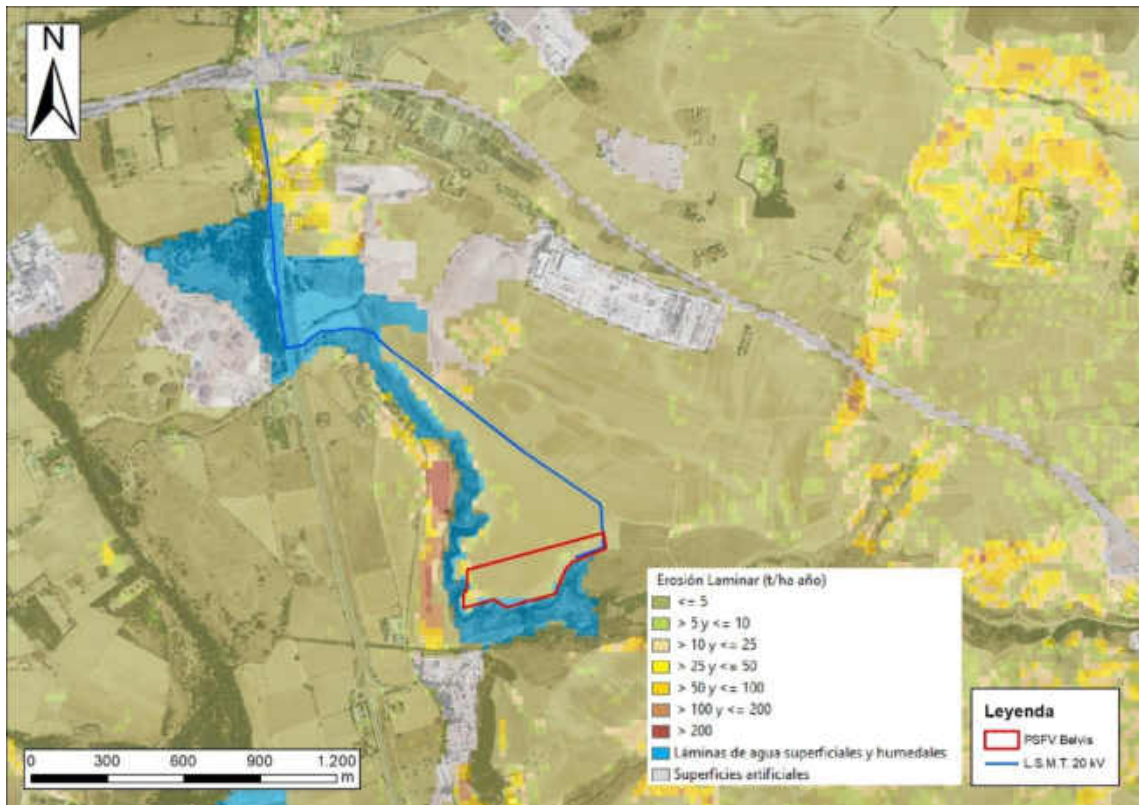 N
Erosión Laminar (t/ha año)
<= 5
> 5 y <= 10
> 10 y <= 25
> 25 y <= 50
> 50 y <= 100
> 100 y <= 200
> 200
Láminas de agua superficiales y humedales
Superficies artificiales
Leyenda
PSFV Belvis
L.S.M.T. 20 kV
0 300 600 900 1.200
m